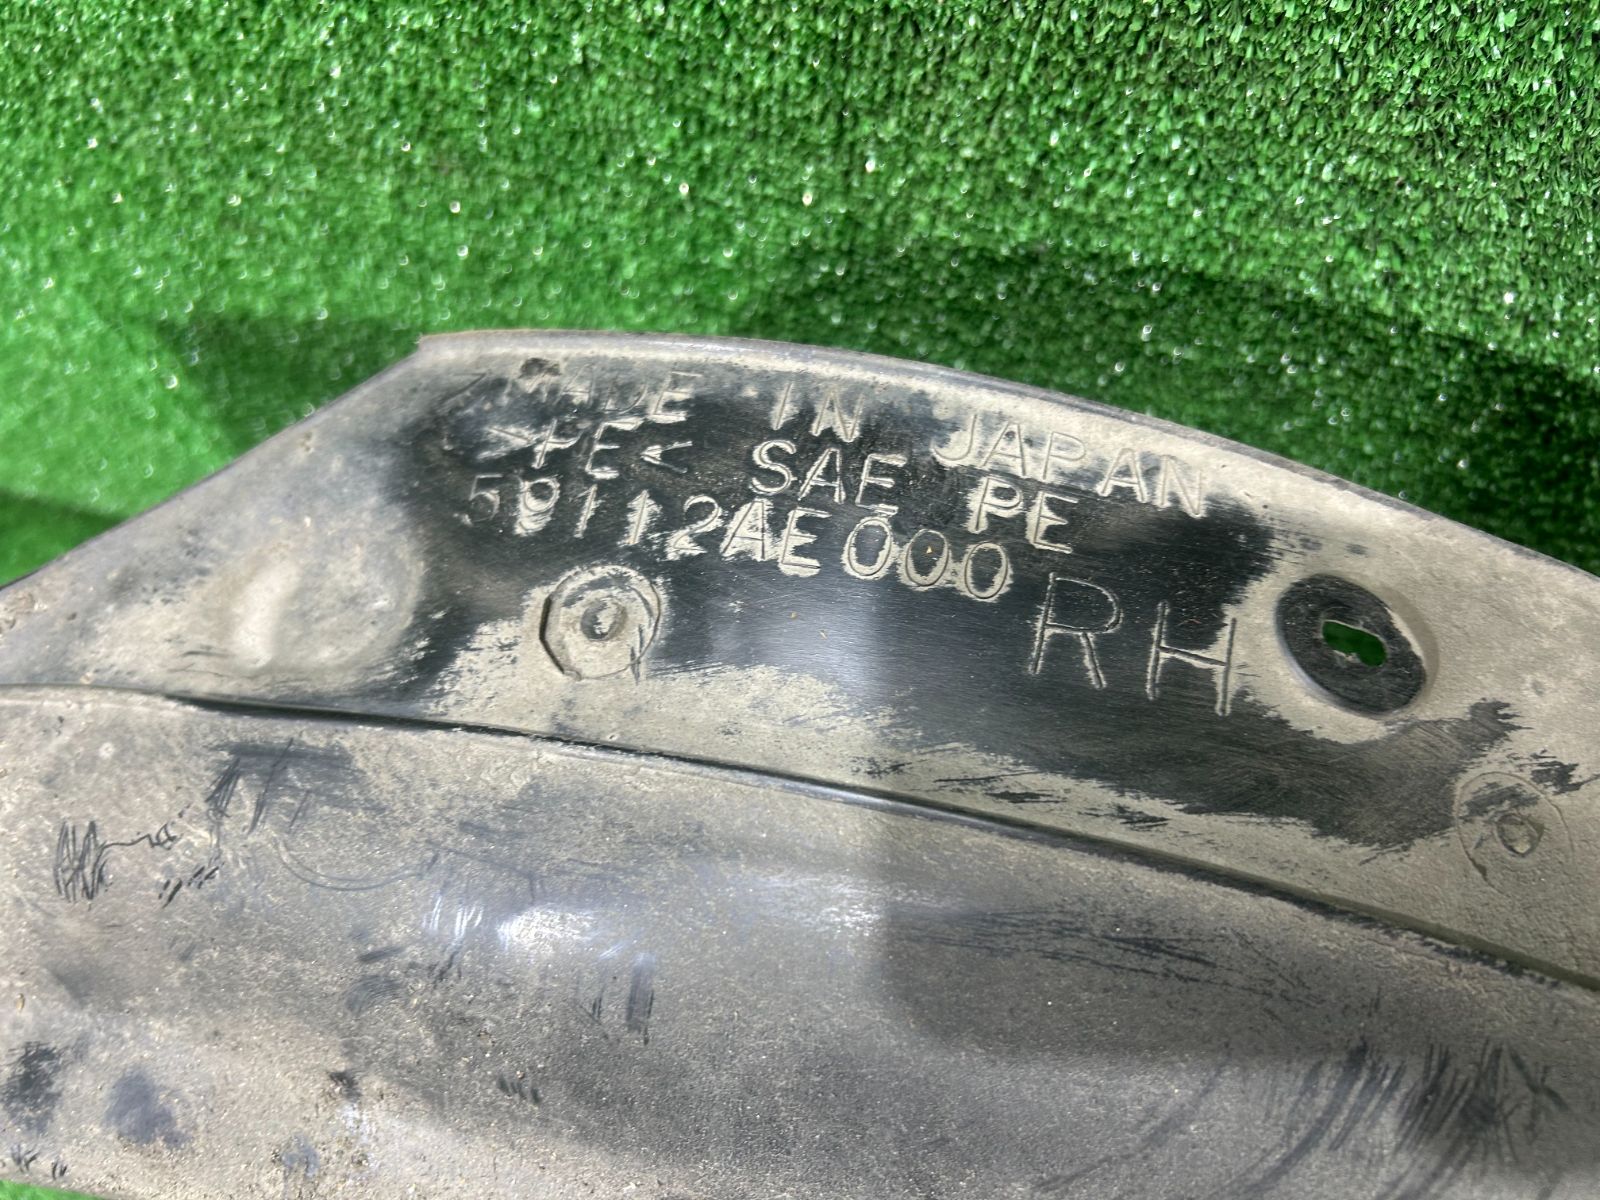 MADE IN JAPAN
>PE< SAE PE
59112AE000
RH